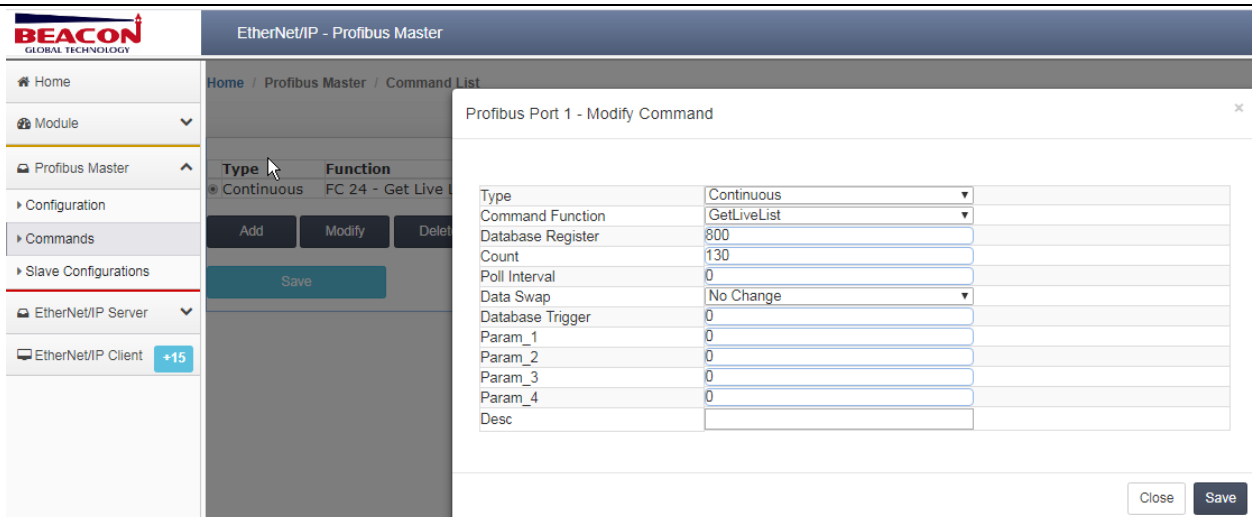 BEACON
GLOBAL TECHNOLOGY
EtherNet/IP - Profibus Master
Home
Module
Profibus Master
Configuration
Commands
Slave Configurations
EtherNet/IP Server
EtherNet/IP Client +15
Home / Profibus Master / Command List
Type Function
Continuous FC 24 - Get Live
Add Modify Delet
Save
Profibus Port 1 - Modify Command ×
Type Continuous
Command Function GetLiveList
Database Register 800
Count 130
Poll Interval 0
Data Swap No Change
Database Trigger 0
Param_1 0
Param_2 0
Param_3 0
Param_4 0
Desc
Close Save